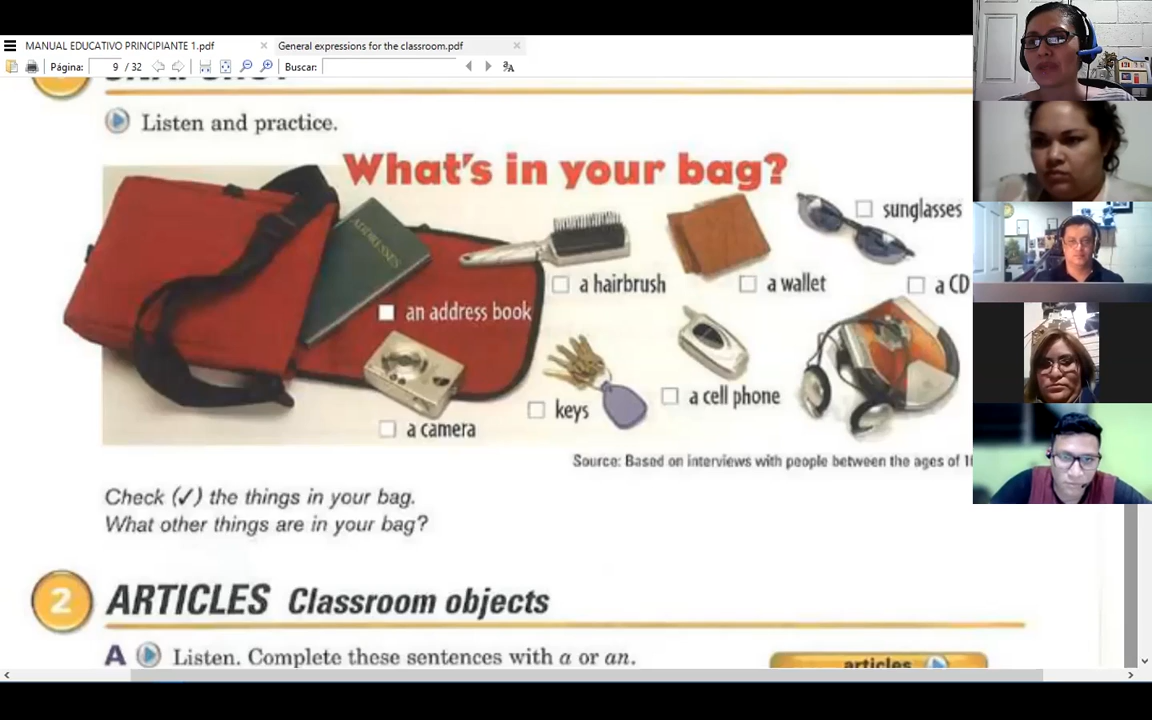 MANUAL EDUCATIVO PRINCIPIANTE 1.pdf
General expressions for the classroom.pdf
Página: 9 / 32
Buscar:
Listen and practice.
What's in your bag?
ADDRESSES
sunglasses
a hairbrush
a wallet
a CD
an address book
a cell phone
keys
a camera
Source: Based on interviews with people between the ages of
Check (✓) the things in your bag.
What other things are in your bag?
2 ARTICLES Classroom objects
A Listen. Complete these sentences with a or an.
articles